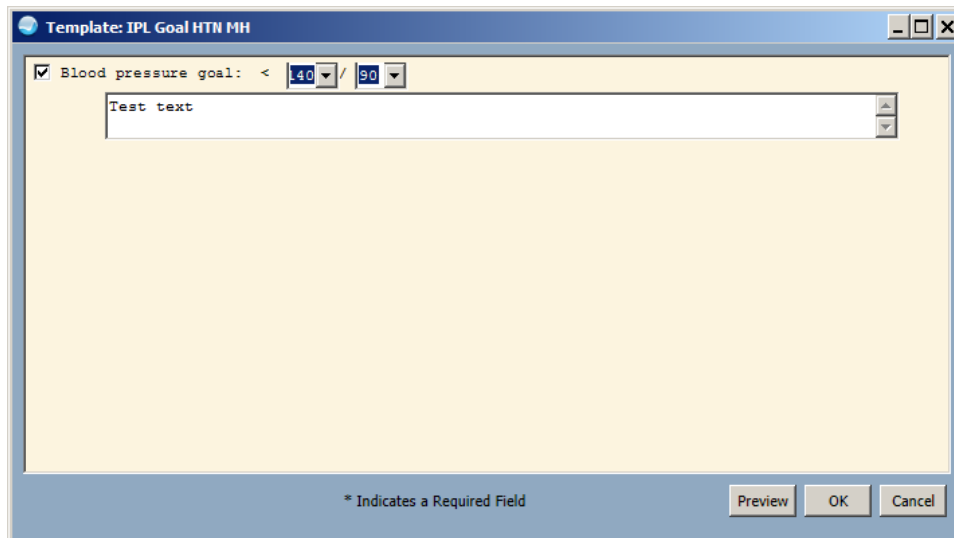 Template: IPL Goal HTN MH
Blood pressure goal: < 140 / 90
Test text
* Indicates a Required Field
Preview OK Cancel